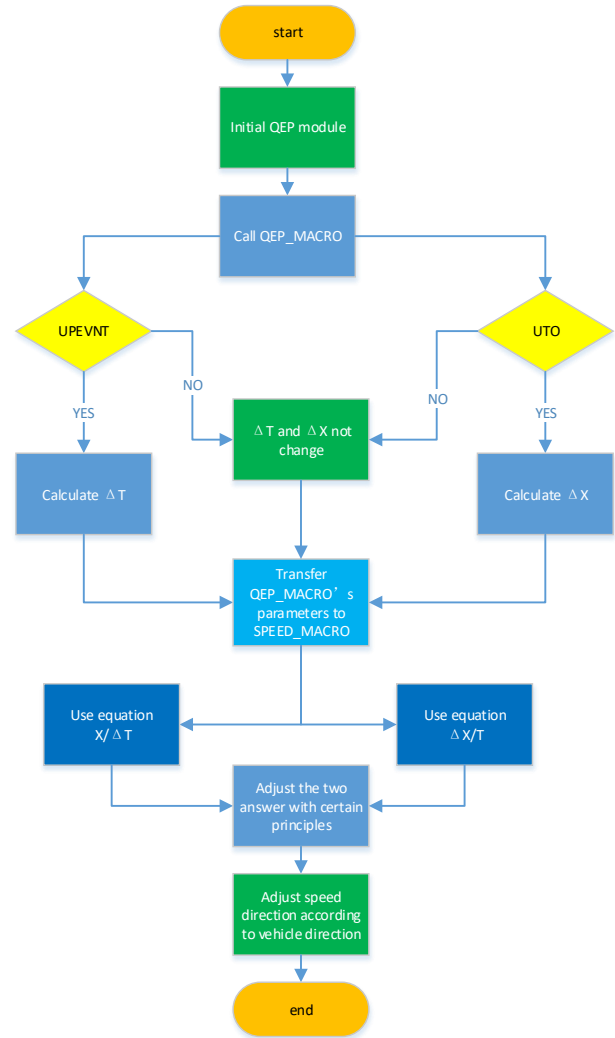 start
Initial QEP module
Call QEP_MACRO
UPEVNT
UTO
NO
NO
YES
YES
ΔT and ΔX not
change
Calculate ΔT
Calculate ΔX
Transfer
QEP_MACRO's
parameters to
SPEED_MACRO
Use equation
X/ΔT
Use equation
ΔX/T
Adjust the two
answer with certain
principles
Adjust speed
direction according
to vehicle direction
end